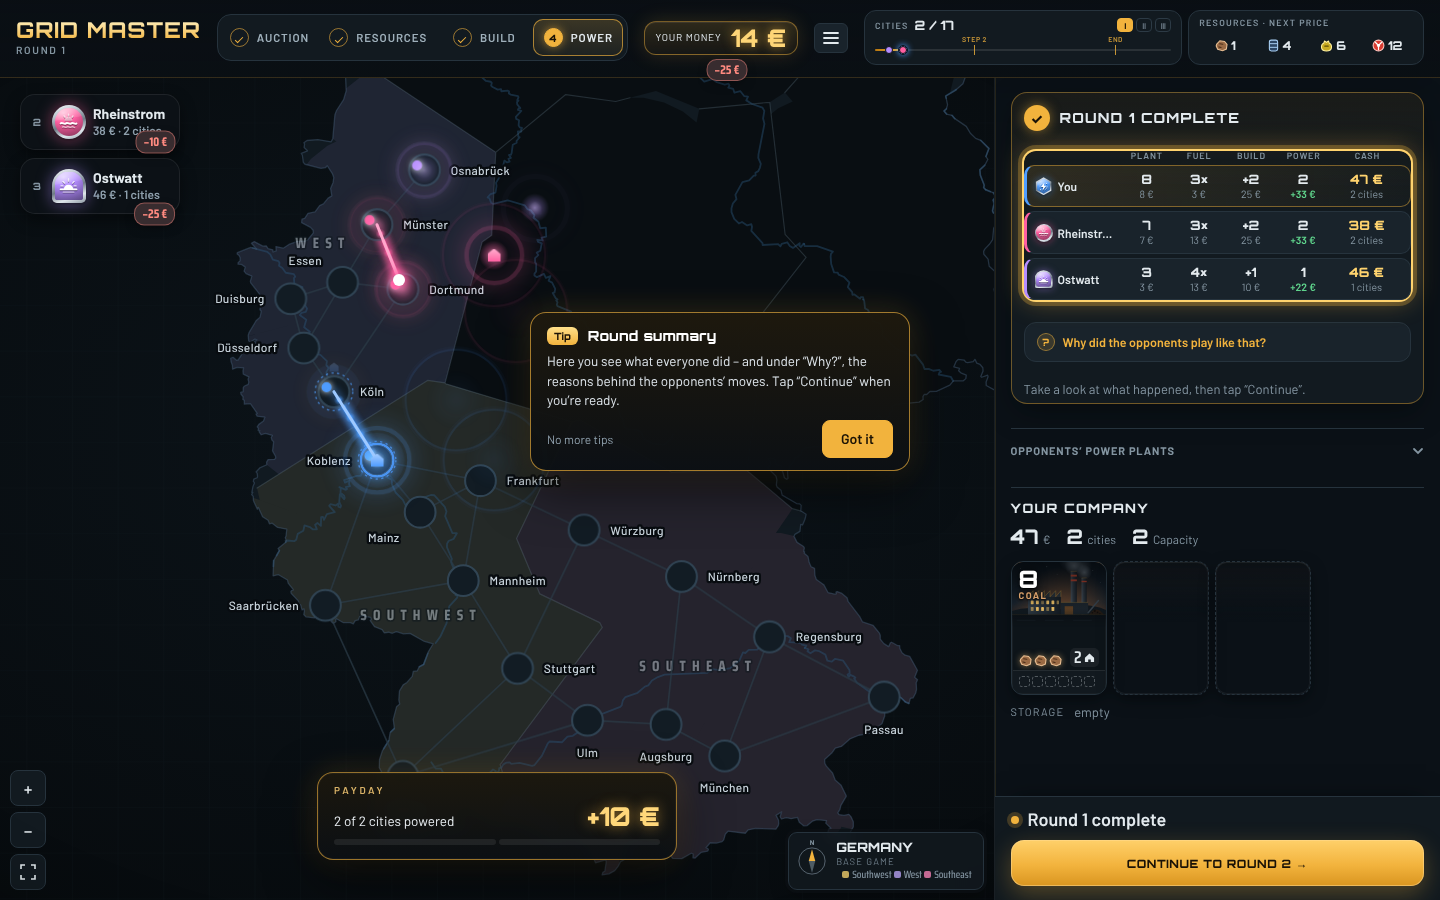 GRID MASTER
ROUND 1
AUCTION
RESOURCES
BUILD
4 POWER
YOUR MONEY 14 €
-25 €
CITIES 2 / 17
I II III
STEP 2
END
RESOURCES · NEXT PRICE
1 4 6 12
2 Rheinstrom
38 € · 2 cities
-10 €
3 Ostwatt
46 € · 1 cities
-25 €
Osnabrück
Münster
WEST
Essen
Duisburg
Dortmund
Düsseldorf
Köln
Koblenz
Frankfurt
Mainz
Würzburg
Mannheim
Nürnberg
Saarbrücken
SOUTHWEST
Regensburg
Stuttgart
SOUTHEAST
Passau
Ulm
Augsburg
München
Tip Round summary
Here you see what everyone did – and under “Why?”, the
reasons behind the opponents’ moves. Tap “Continue” when
you’re ready.
No more tips
Got it
PAYDAY
2 of 2 cities powered
+10 €
+
−
N
GERMANY
BASE GAME
Southwest West Southeast
ROUND 1 COMPLETE
PLANT FUEL BUILD POWER CASH
You 8 3x +2 2 47 €
8 € 3 € 25 € +33 € 2 cities
Rheinstr... 7 3x +2 2 38 €
7 € 13 € 25 € +33 € 2 cities
Ostwatt 3 4x +1 1 46 €
3 € 13 € 10 € +22 € 1 cities
? Why did the opponents play like that?
Take a look at what happened, then tap “Continue”.
OPPONENTS’ POWER PLANTS
YOUR COMPANY
47 € 2 cities 2 Capacity
8
COAL
2
STORAGE empty
Round 1 complete
CONTINUE TO ROUND 2 →